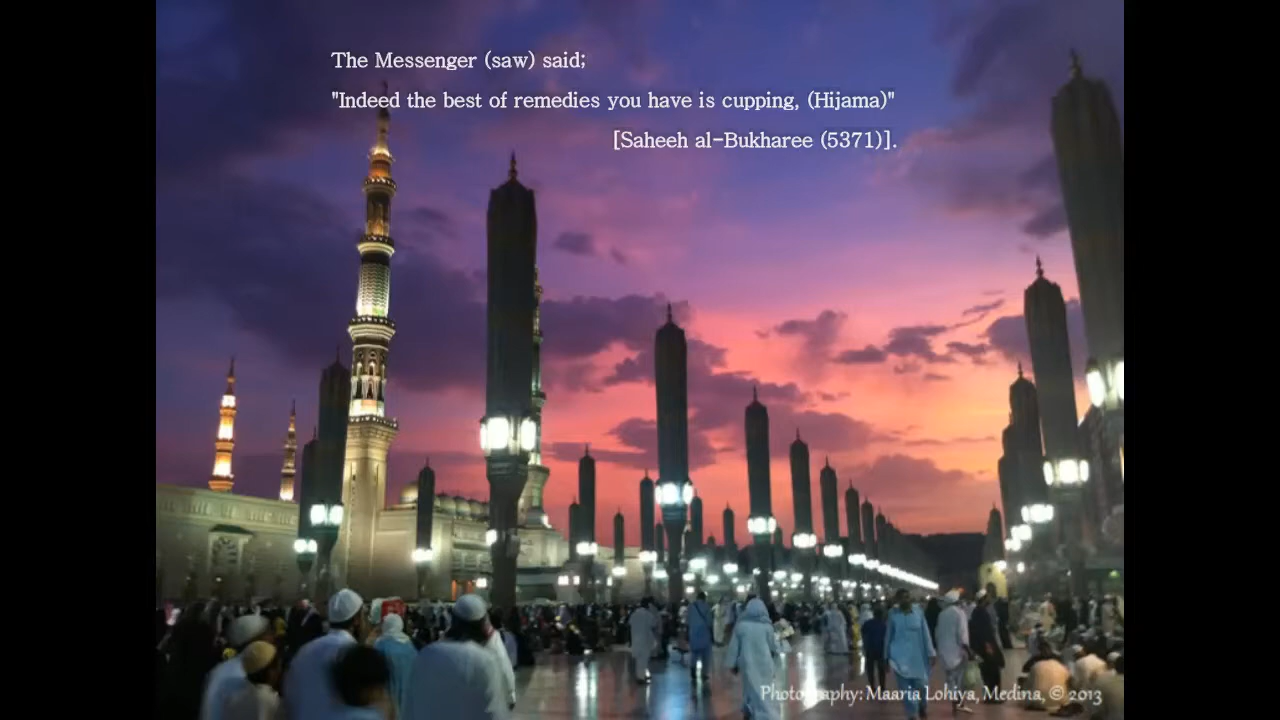 The Messenger (saw) said;
"Indeed the best of remedies you have is cupping, (Hijama)"
[Saheeh al-Bukharee (5371)].
Photography: Maaria Lohiya, Medina, © 2013